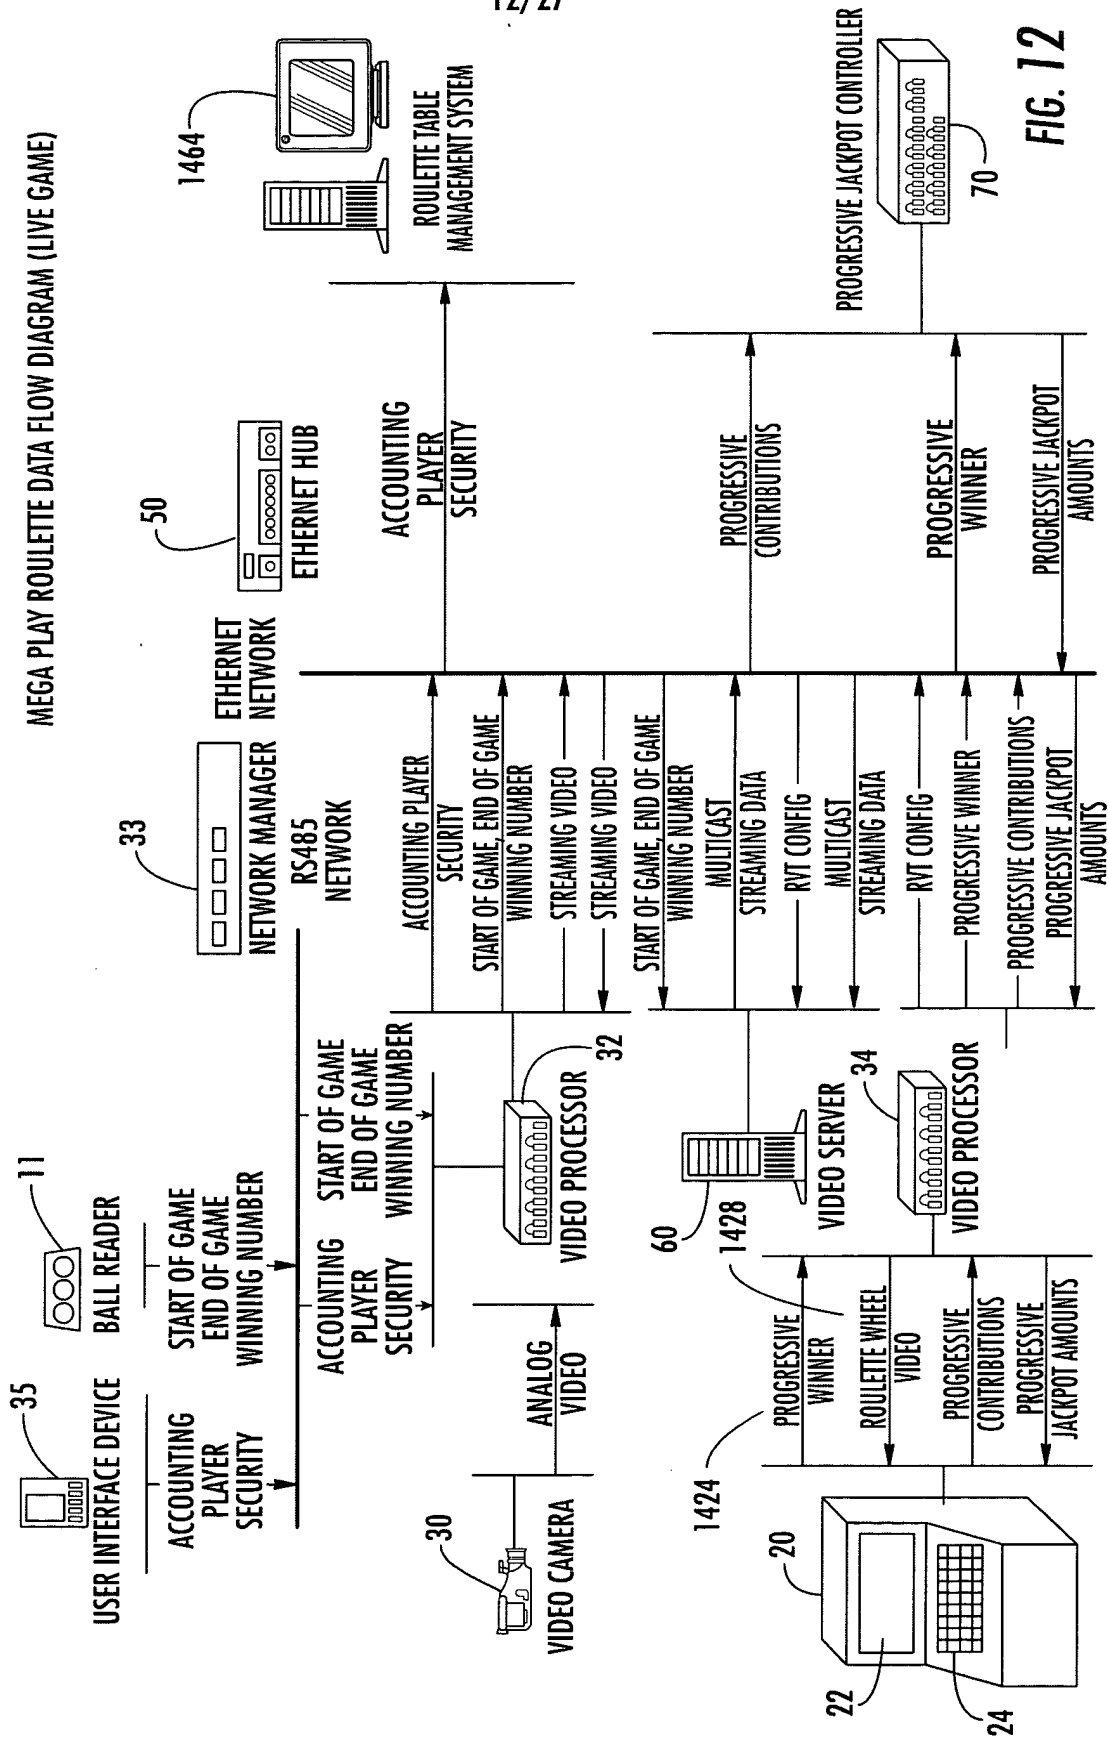 12/27
MEGA PLAY ROULETTE DATA FLOW DIAGRAM (LIVE GAME)
35
USER INTERFACE DEVICE
ACCOUNTING
PLAYER
SECURITY
11
BALL READER
START OF GAME
END OF GAME
WINNING NUMBER
33
NETWORK MANAGER
RS485
NETWORK
ETHERNET
NETWORK
50
ETHERNET HUB
1464
ROULETTE TABLE
MANAGEMENT SYSTEM
ACCOUNTING
PLAYER
SECURITY
START OF GAME
END OF GAME
WINNING NUMBER
30
VIDEO CAMERA
ANALOG
VIDEO
32
VIDEO PROCESSOR
ACCOUNTING PLAYER
SECURITY
START OF GAME, END OF GAME
WINNING NUMBER
STREAMING VIDEO
STREAMING VIDEO
ACCOUNTING
PLAYER
SECURITY
60
VIDEO SERVER
START OF GAME, END OF GAME
WINNING NUMBER
MULTICAST
STREAMING DATA
RVT CONFIG
MULTICAST
STREAMING DATA
PROGRESSIVE
CONTRIBUTIONS
1424
1428
20
22
24
PROGRESSIVE
WINNER
ROULETTE WHEEL
VIDEO
PROGRESSIVE
CONTRIBUTIONS
PROGRESSIVE
JACKPOT AMOUNTS
34
VIDEO PROCESSOR
RVT CONFIG
PROGRESSIVE WINNER
PROGRESSIVE CONTRIBUTIONS
PROGRESSIVE JACKPOT
AMOUNTS
PROGRESSIVE
WINNER
PROGRESSIVE JACKPOT
AMOUNTS
PROGRESSIVE JACKPOT CONTROLLER
70
FIG. 12